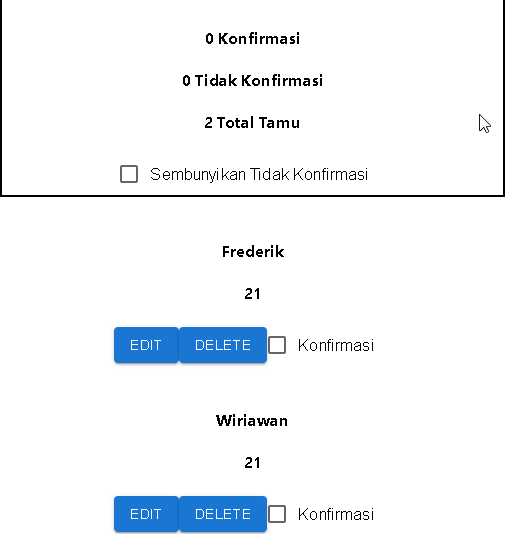 0 Konfirmasi
0 Tidak Konfirmasi
2 Total Tamu
Sembunyikan Tidak Konfirmasi
Frederik
21
EDIT DELETE Konfirmasi
Wiriawan
21
EDIT DELETE Konfirmasi